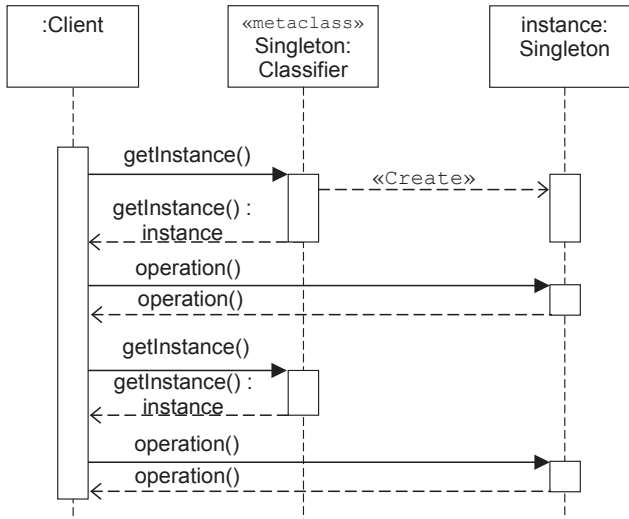 :Client
«metaclass»
Singleton:
Classifier
instance:
Singleton
getInstance()
«Create»
getInstance() :
instance
operation()
operation()
getInstance()
getInstance() :
instance
operation()
operation()